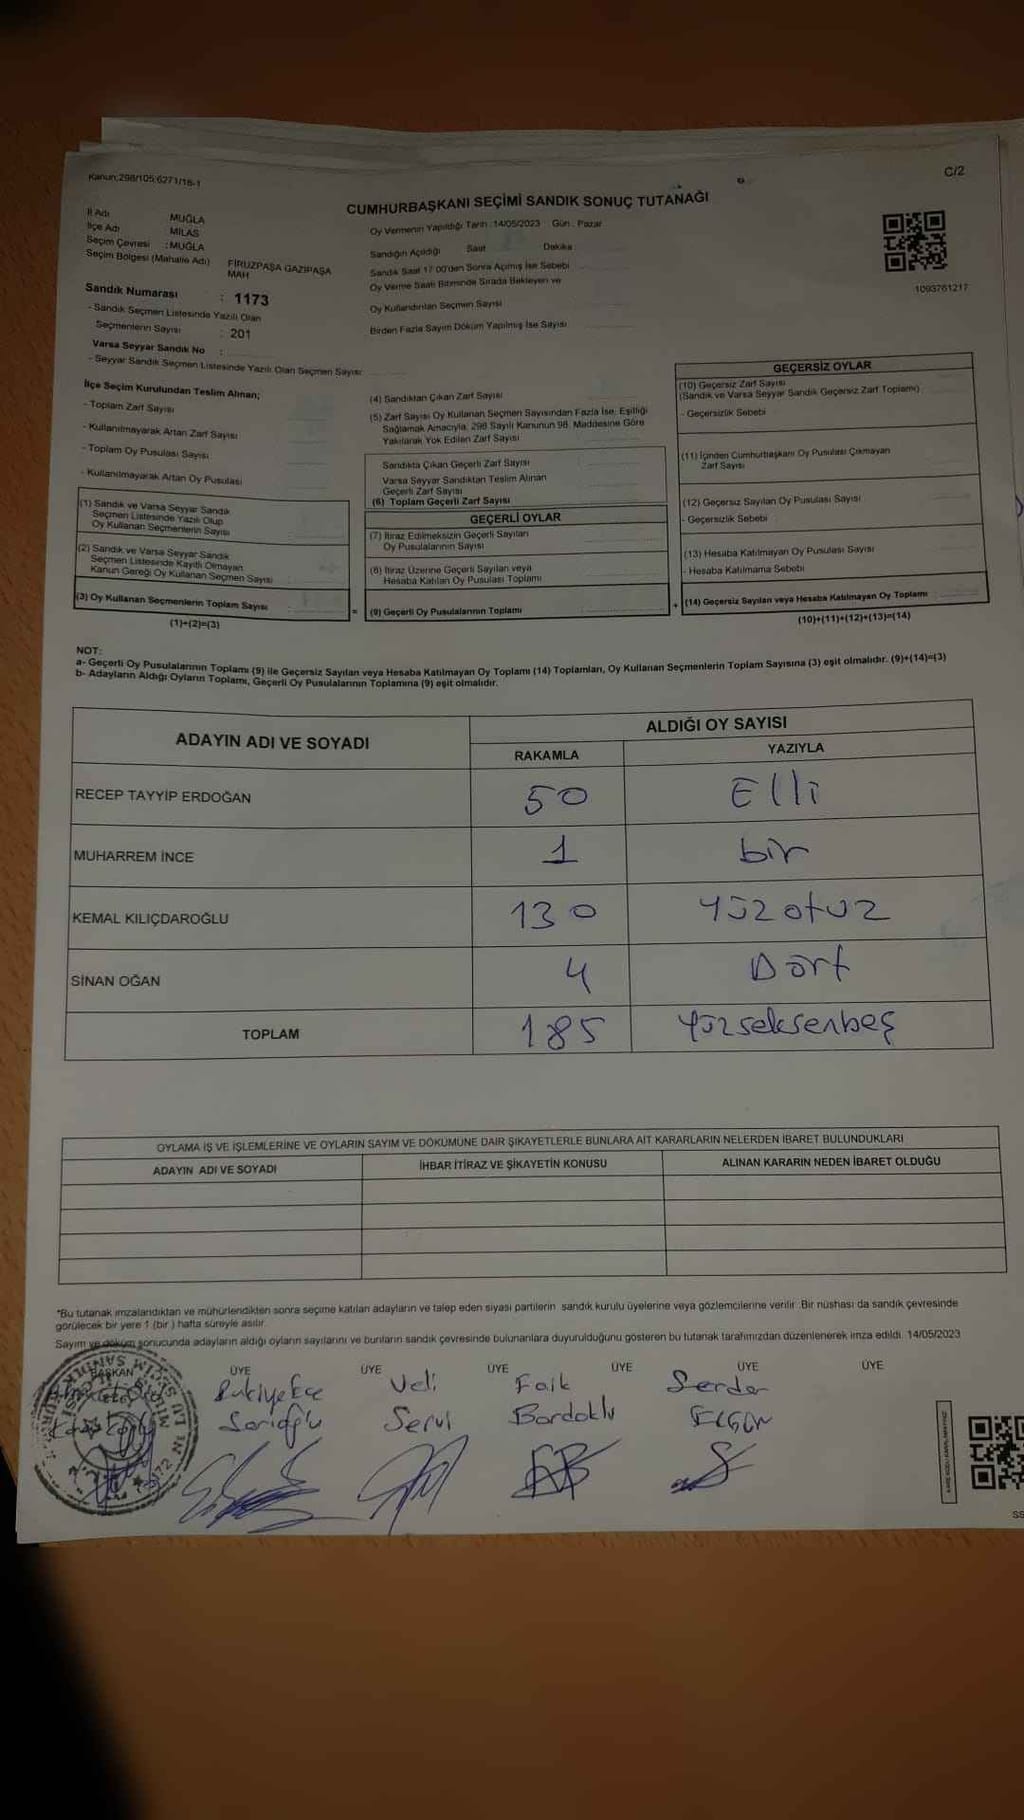 Kanun:298/105;6271/16-1
C/2
CUMHURBAŞKANI SEÇİMİ SANDIK SONUÇ TUTANAĞI
İl Adı MUĞLA
İlçe Adı MİLAS
Seçim Çevresi :MUĞLA
Seçim Bölgesi (Mahalle Adı) FİRUZPAŞA GAZİPAŞA
MAH
Sandık Numarası : 1173
- Sandık Seçmen Listesinde Yazılı Olan
Seçmenlerin Sayısı : 201
Varsa Seyyar Sandık No :
- Seyyar Sandık Seçmen Listesinde Yazılı Olan Seçmen Sayısı
Oy Vermenin Yapıldığı Tarih :14/05/2023 Gün : Pazar
Sandığın Açıldığı Saat Dakika
Sandık Saat 17.00'den Sonra Açılmış İse Sebebi
Oy Verme Saati Bitiminde Sırada Bekleyen ve
Oy Kullandırılan Seçmen Sayısı
Birden Fazla Sayım Döküm Yapılmış İse Sayısı
1093761217
İlçe Seçim Kurulundan Teslim Alınan;
- Toplam Zarf Sayısı
- Kullanılmayarak Artan Zarf Sayısı
- Toplam Oy Pusulası Sayısı
- Kullanılmayarak Artan Oy Pusulası
(1) Sandık ve Varsa Seyyar Sandık
Seçmen Listesinde Yazılı Olup
Oy Kullanan Seçmenlerin Sayısı
(2) Sandık ve Varsa Seyyar Sandık
Seçmen Listesinde Kayıtlı Olmayan
Kanun Gereği Oy Kullanan Seçmen Sayısı
(3) Oy Kullanan Seçmenlerin Toplam Sayısı :
(1)+(2)=(3)
(4) Sandıktan Çıkan Zarf Sayısı
(5) Zarf Sayısı Oy Kullanan Seçmen Sayısından Fazla İse, Eşitliği
Sağlamak Amacıyla, 298 Sayılı Kanunun 98. Maddesine Göre
Yakılarak Yok Edilen Zarf Sayısı
Sandıkta Çıkan Geçerli Zarf Sayısı
Varsa Seyyar Sandıktan Teslim Alınan
Geçerli Zarf Sayısı
(6) Toplam Geçerli Zarf Sayısı
GEÇERLİ OYLAR
(7) İtiraz Edilmeksizin Geçerli Sayılan
Oy Pusulalarının Sayısı
(8) İtiraz Üzerine Geçerli Sayılan veya
Hesaba Katılan Oy Pusulası Toplamı
= (9) Geçerli Oy Pusulalarının Toplamı
GEÇERSİZ OYLAR
(10) Geçersiz Zarf Sayısı
(Sandık ve Varsa Seyyar Sandık Geçersiz Zarf Toplamı)
- Geçersizlik Sebebi
(11) İçinden Cumhurbaşkanı Oy Pusulası Çıkmayan
Zarf Sayısı
(12) Geçersiz Sayılan Oy Pusulası Sayısı
- Geçersizlik Sebebi
(13) Hesaba Katılmayan Oy Pusulası Sayısı
- Hesaba Katılmama Sebebi
+ (14) Geçersiz Sayılan veya Hesaba Katılmayan Oy Toplamı
(10)+(11)+(12)+(13)=(14)
NOT:
a- Geçerli Oy Pusulalarının Toplamı (9) ile Geçersiz Sayılan veya Hesaba Katılmayan Oy Toplamı (14) Toplamları, Oy Kullanan Seçmenlerin Toplam Sayısına (3) eşit olmalıdır. (9)+(14)=(3)
b- Adayların Aldığı Oyların Toplamı, Geçerli Oy Pusulalarının Toplamına (9) eşit olmalıdır.
ADAYIN ADI VE SOYADI ALDIĞI OY SAYISI
RAKAMLA YAZIYLA
RECEP TAYYİP ERDOĞAN 50 Elli
MUHARREM İNCE 1 bir
KEMAL KILIÇDAROĞLU 130 Yüz otuz
SİNAN OĞAN 4 Dört
TOPLAM 185 Yüzseksenbeş
OYLAMA İŞ VE İŞLEMLERİNE VE OYLARIN SAYIM VE DÖKÜMÜNE DAİR ŞİKAYETLERLE BUNLARA AİT KARARLARIN NELERDEN İBARET BULUNDUKLARI
ADAYIN ADI VE SOYADI İHBAR İTİRAZ VE ŞİKAYETİN KONUSU ALINAN KARARIN NEDEN İBARET OLDUĞU
*Bu tutanak imzalandıktan ve mühürlendikten sonra seçime katılan adayların ve talep eden siyasi partilerin sandık kurulu üyelerine veya gözlemcilerine verilir. Bir nüshası da sandık çevresinde
görülecek bir yere 1 (bir) hafta süreyle asılır.
Sayım ve döküm sonucunda adayların aldığı oyların sayılarını ve bunların sandık çevresinde bulunanlara duyurulduğunu gösteren bu tutanak tarafımızdan düzenlenerek imza edildi. 14/05/2023
BAŞKAN ÜYE ÜYE ÜYE ÜYE ÜYE ÜYE
Rukiye Ece Veli Faik Serdar
Sarıoğlu Servi Bardaklı ELGÜN